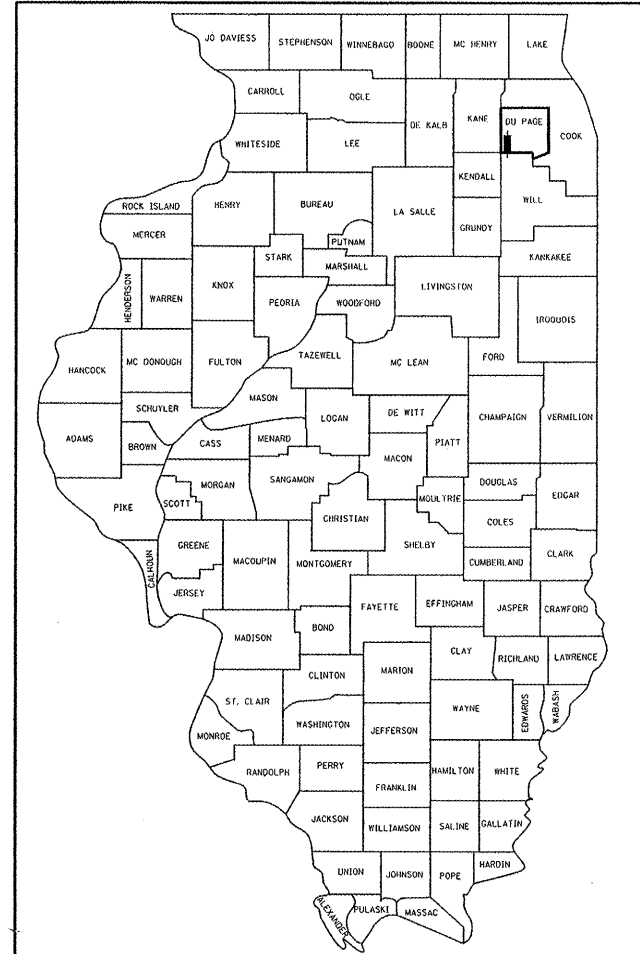 JO DAVIESS
STEPHENSON
WINNEBAGO
BOONE
MC HENRY
LAKE
CARROLL
OGLE
DE KALB
KANE
DU PAGE
COOK
WHITESIDE
LEE
KENDALL
WILL
ROCK ISLAND
HENRY
BUREAU
LA SALLE
GRUNDY
MERCER
PUTNAM
STARK
MARSHALL
KANKAKEE
HENDERSON
WARREN
KNOX
PEORIA
WOODFORD
LIVINGSTON
IROQUOIS
HANCOCK
MC DONOUGH
FULTON
TAZEWELL
MC LEAN
FORD
MASON
SCHUYLER
LOGAN
DE WITT
CHAMPAIGN
VERMILION
ADAMS
BROWN
CASS
MENARD
MACON
PIATT
PIKE
SCOTT
MORGAN
SANGAMON
CHRISTIAN
MOULTRIE
DOUGLAS
EDGAR
COLES
CALHOUN
GREENE
MACOUPIN
MONTGOMERY
SHELBY
CUMBERLAND
CLARK
JERSEY
FAYETTE
EFFINGHAM
JASPER
CRAWFORD
MADISON
BOND
CLAY
RICHLAND
LAWRENCE
CLINTON
MARION
ST. CLAIR
WAYNE
EDWARDS
WABASH
WASHINGTON
JEFFERSON
MONROE
RANDOLPH
PERRY
HAMILTON
WHITE
FRANKLIN
JACKSON
WILLIAMSON
SALINE
GALLATIN
UNION
JOHNSON
POPE
HARDIN
ALEXANDER
PULASKI
MASSAC